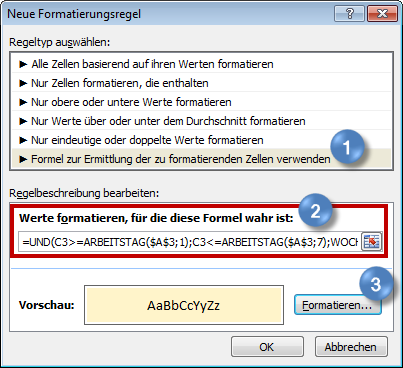 Neue Formatierungsregel
Regeltyp auswählen:
► Alle Zellen basierend auf ihren Werten formatieren
► Nur Zellen formatieren, die enthalten
► Nur obere oder untere Werte formatieren
► Nur Werte über oder unter dem Durchschnitt formatieren
► Nur eindeutige oder doppelte Werte formatieren
► Formel zur Ermittlung der zu formatierenden Zellen verwenden
1
Regelbeschreibung bearbeiten:
2
Werte formatieren, für die diese Formel wahr ist:
=UND(C3>=ARBEITSTAG($A$3;1);C3<=ARBEITSTAG($A$3;7);WOCH
3
Vorschau: AaBbCcYyZz Formatieren...
OK Abbrechen